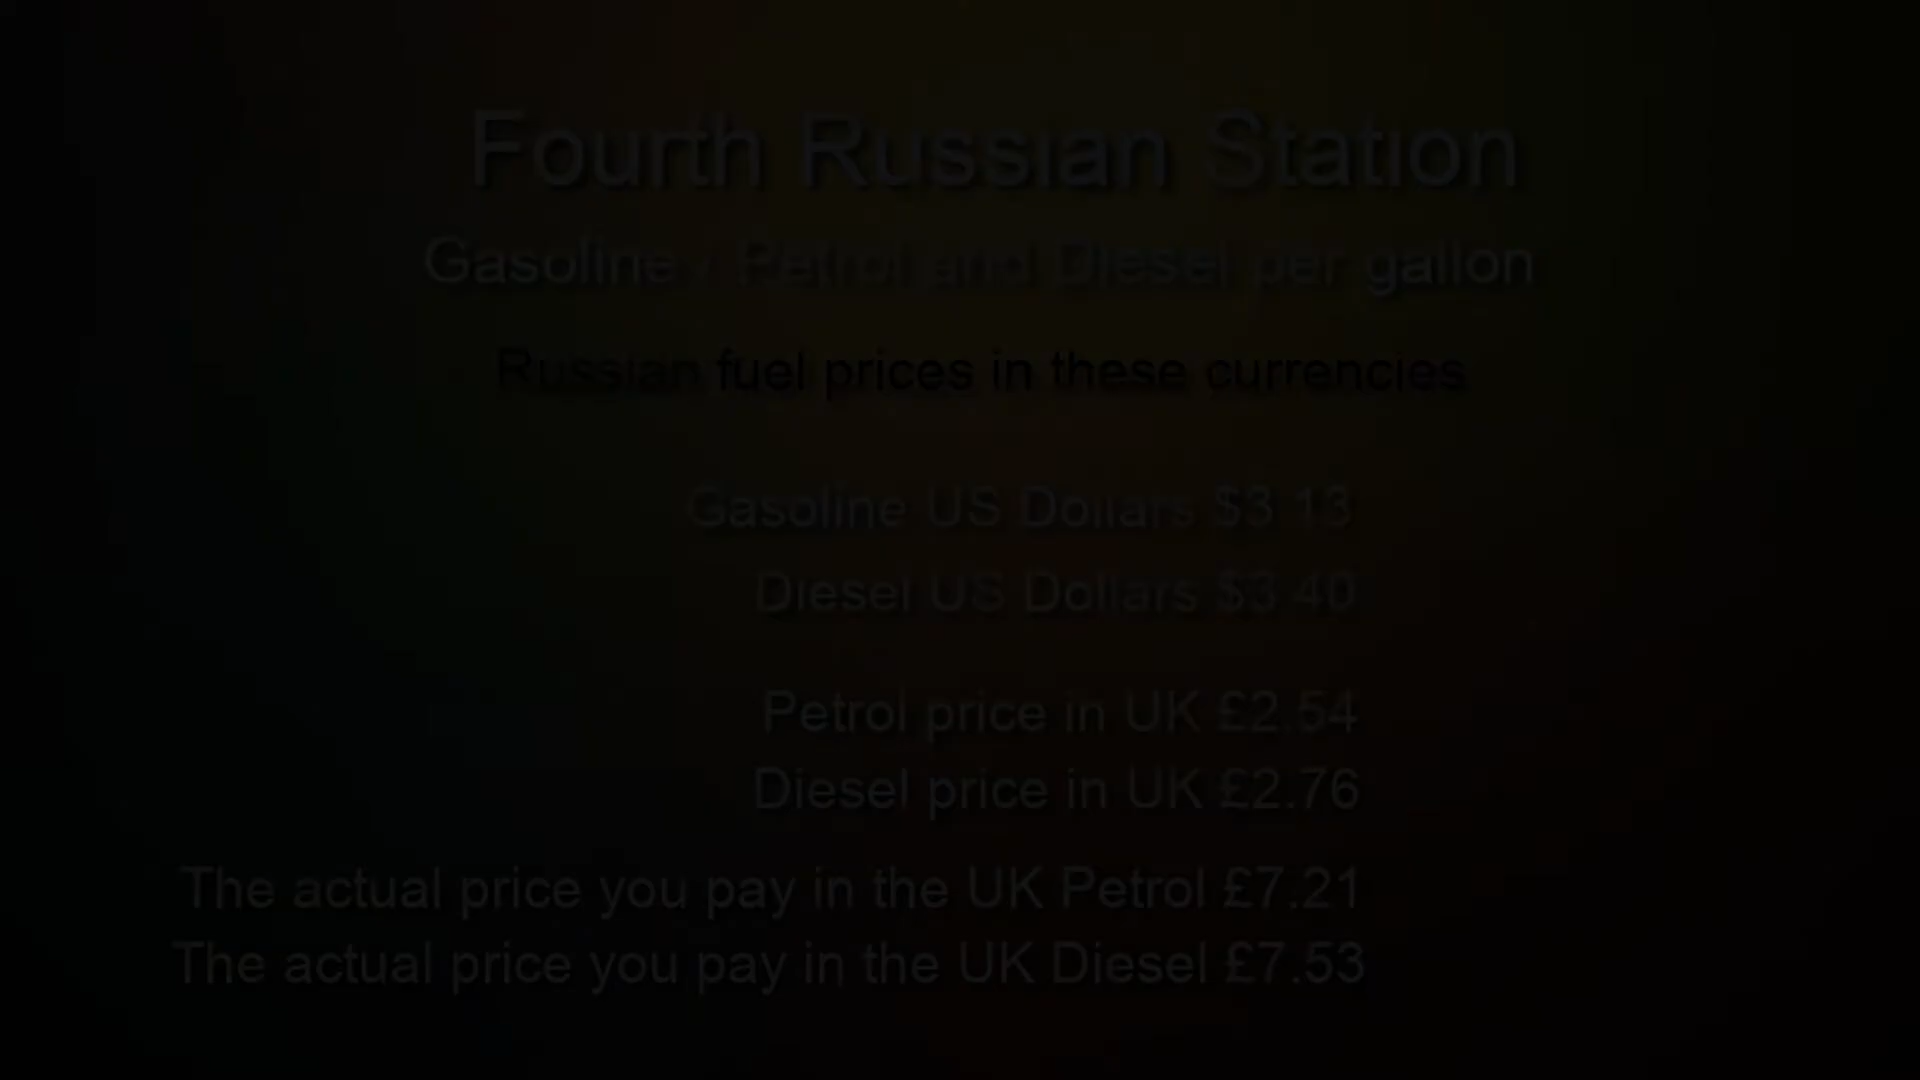 Fourth Russian Station
Gasoline / Petrol and Diesel per gallon
Russian fuel prices in these currencies
Gasoline US Dollars $3.13
Diesel US Dollars $3.40
Petrol price in UK £2.54
Diesel price in UK £2.76
The actual price you pay in the UK Petrol £7.21
The actual price you pay in the UK Diesel £7.53